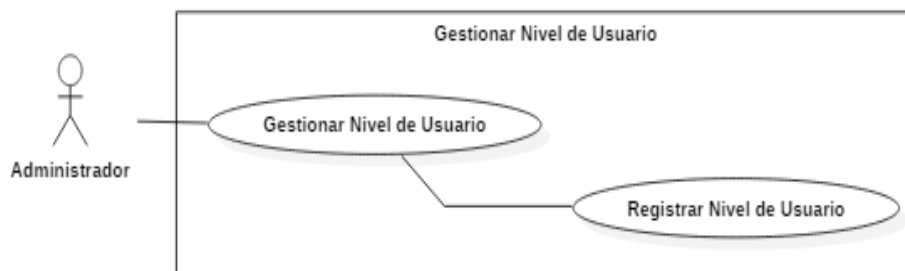 Gestionar Nivel de Usuario
Gestionar Nivel de Usuario
Administrador
Registrar Nivel de Usuario